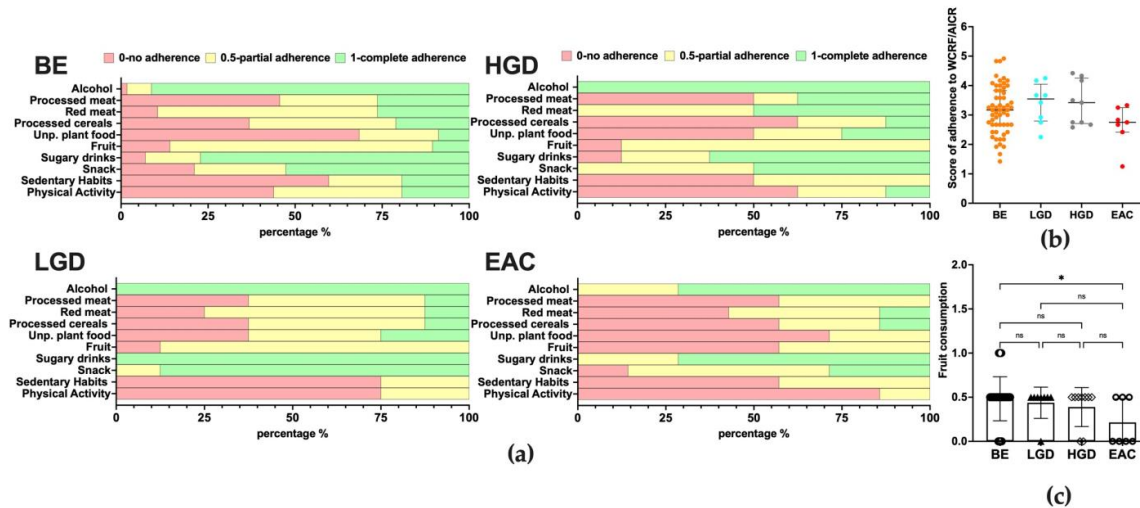 0-no adherence 0.5-partial adherence 1-complete adherence
BE
Alcohol
Processed meat
Red meat
Processed cereals
Unp. plant food
Fruit
Sugary drinks
Snack
Sedentary Habits
Physical Activity
0 25 50 75 100
percentage %
0-no adherence 0.5-partial adherence 1-complete adherence
HGD
Alcohol
Processed meat
Red meat
Processed cereals
Unp. plant food
Fruit
Sugary drinks
Snack
Sedentary Habits
Physical Activity
0 25 50 75 100
percentage %
LGD
Alcohol
Processed meat
Red meat
Processed cereals
Unp. plant food
Fruit
Sugary drinks
Snack
Sedentary Habits
Physical Activity
0 25 50 75 100
percentage %
EAC
Alcohol
Processed meat
Red meat
Processed cereals
Unp. plant food
Fruit
Sugary drinks
Snack
Sedentary Habits
Physical Activity
0 25 50 75 100
percentage %
(a)
Score of adherence to WCRF/AICR
6
5
4
3
2
1
0
BE LGD HGD EAC
(b)
Fruit consumption
2.0
1.5
1.0
0.5
0.0
*
ns
ns
ns ns ns
BE LGD HGD EAC
(c)